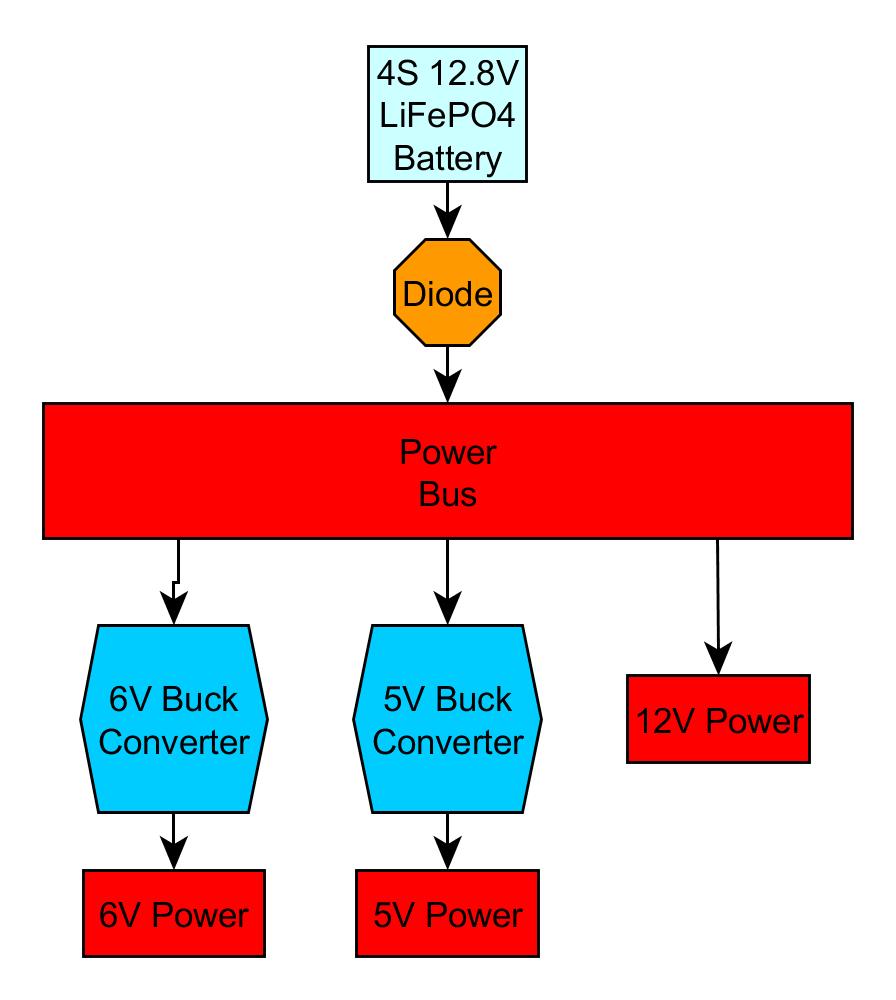 4S 12.8V
LiFePO4
Battery
Diode
Power
Bus
6V Buck
Converter
5V Buck
Converter
12V Power
6V Power
5V Power